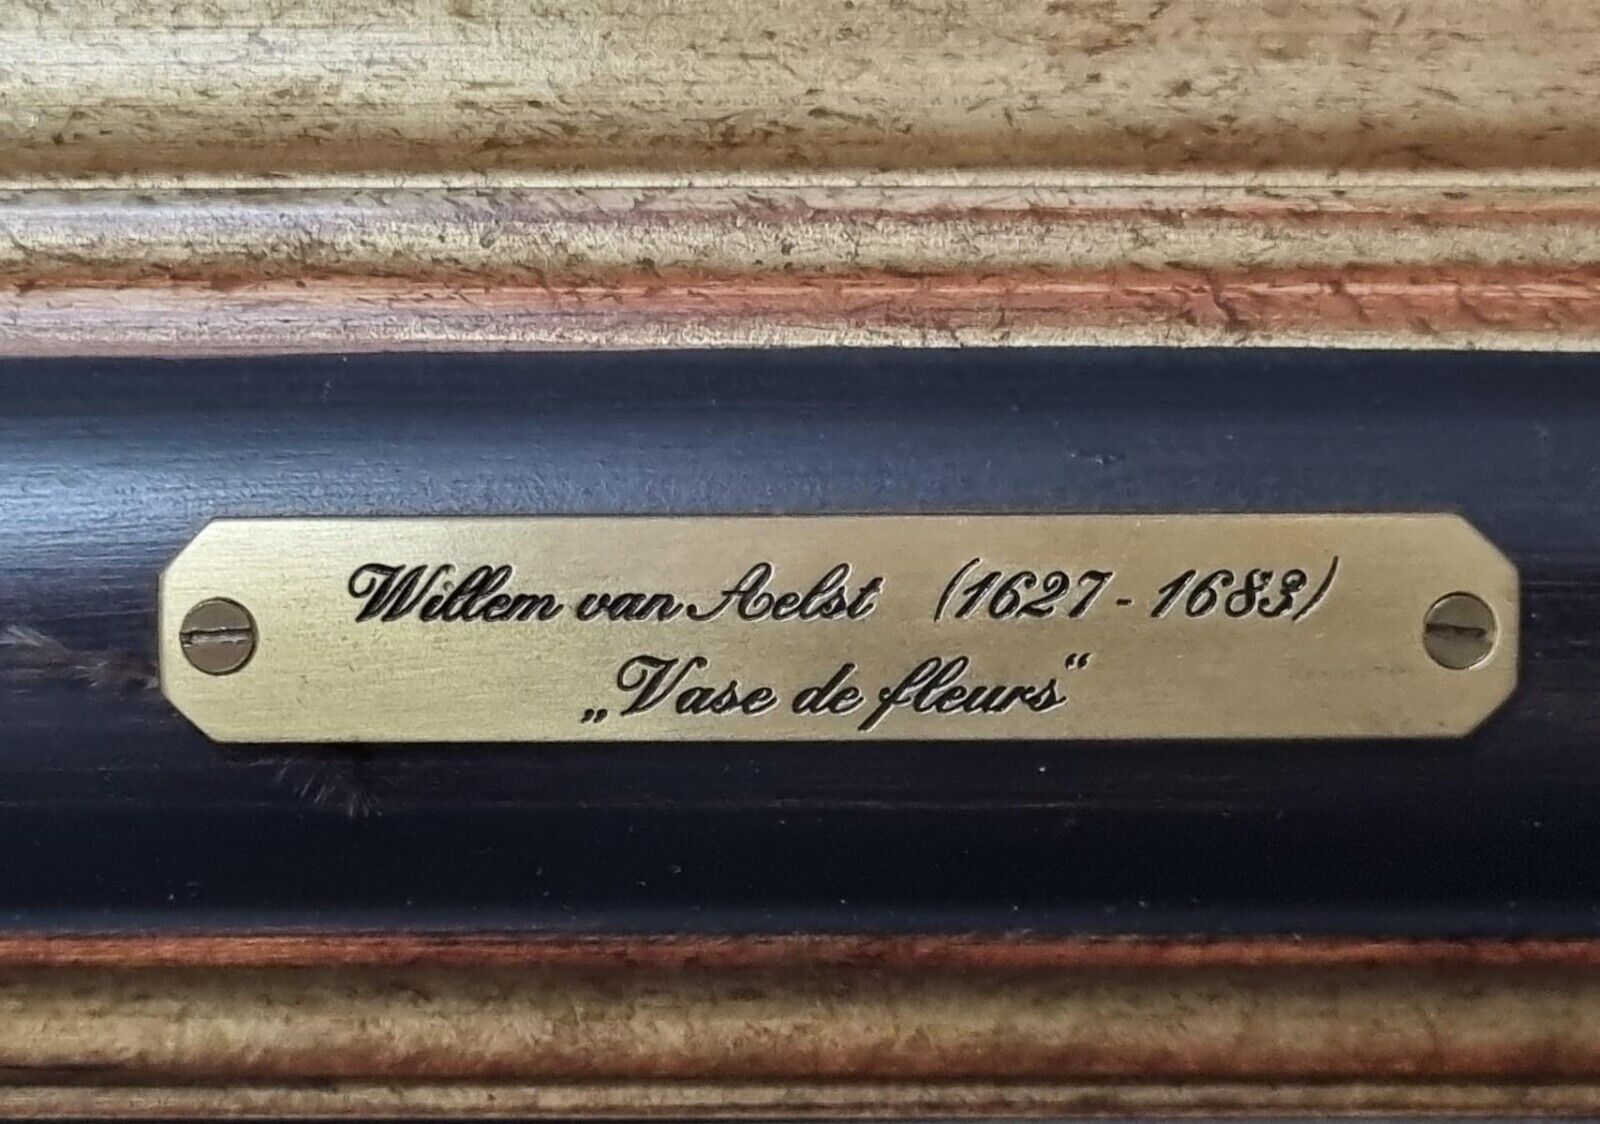 Willem van Aelst (1627 - 1683)
„Vase de fleurs“